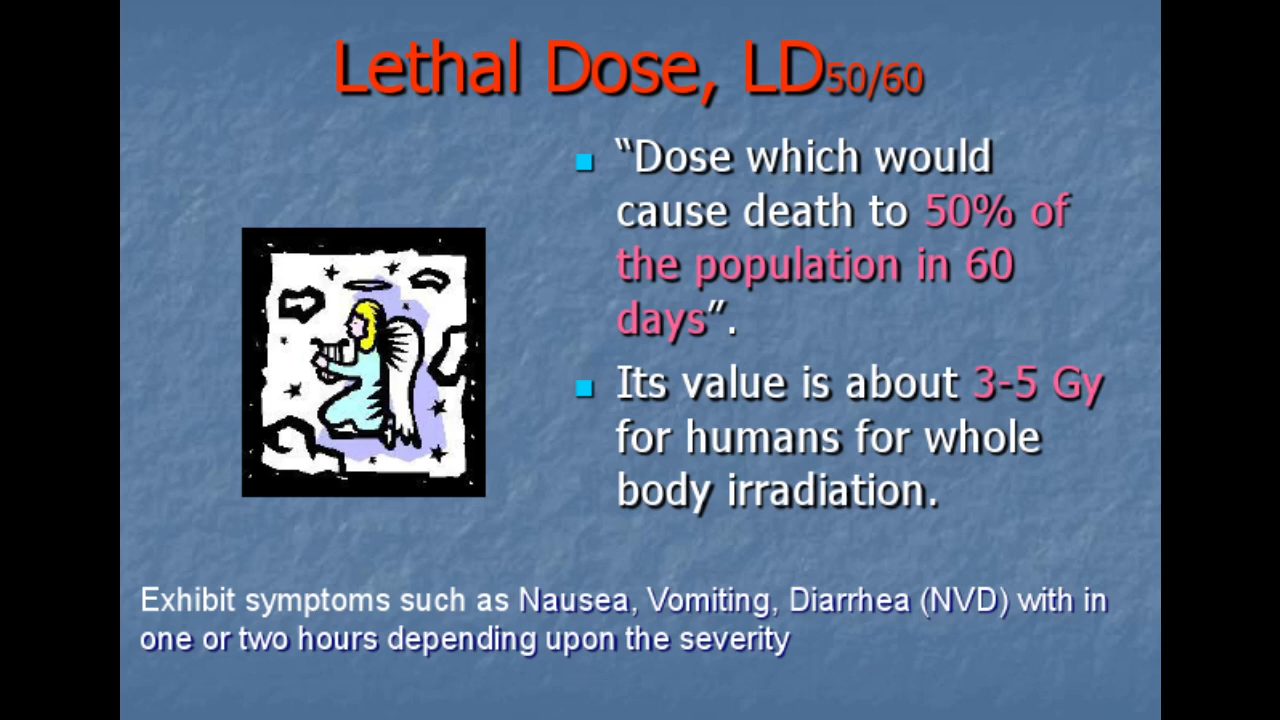 Lethal Dose, LD50/60
“Dose which would
cause death to 50% of
the population in 60
days”.
Its value is about 3-5 Gy
for humans for whole
body irradiation.
Exhibit symptoms such as Nausea, Vomiting, Diarrhea (NVD) with in
one or two hours depending upon the severity